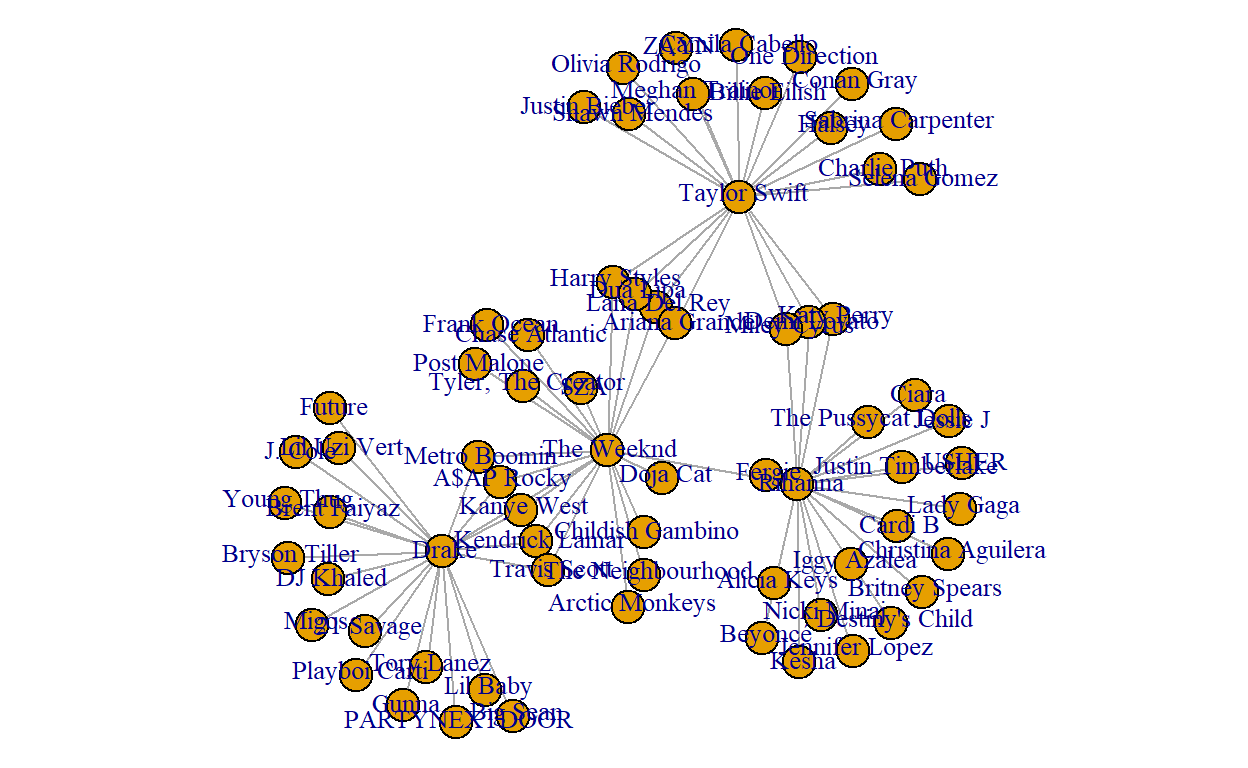 ZAYN
Camila Cabello
One Direction
Olivia Rodrigo
Conan Gray
Meghan Trainor
Billie Eilish
Justin Bieber
Shawn Mendes
Halsey
Sabrina Carpenter
Charlie Puth
Selena Gomez
Taylor Swift
Harry Styles
Dua Lipa
Lana Del Rey
Ariana Grande
Miley Cyrus
Demi Lovato
Katy Perry
Frank Ocean
Chase Atlantic
Post Malone
Tyler, The Creator
SZA
Ciara
The Pussycat Dolls
Jessie J
Future
J. Cole
Lil Uzi Vert
Metro Boomin
The Weeknd
A$AP Rocky
Doja Cat
Fergie
Rihanna
Justin Timberlake
USHER
Young Thug
Brent Faiyaz
Kanye West
Lady Gaga
Cardi B
Kendrick Lamar
Childish Gambino
Bryson Tiller
Drake
Christina Aguilera
Iggy Azalea
DJ Khaled
Travis Scott
The Neighbourhood
Alicia Keys
Britney Spears
Arctic Monkeys
Nicki Minaj
Destiny's Child
Migos
Savage
Beyoncé
Jennifer Lopez
Kesha
Playboi Carti
Tory Lanez
Lil Baby
Gunna
Big Sean
PARTYNEXTDOOR